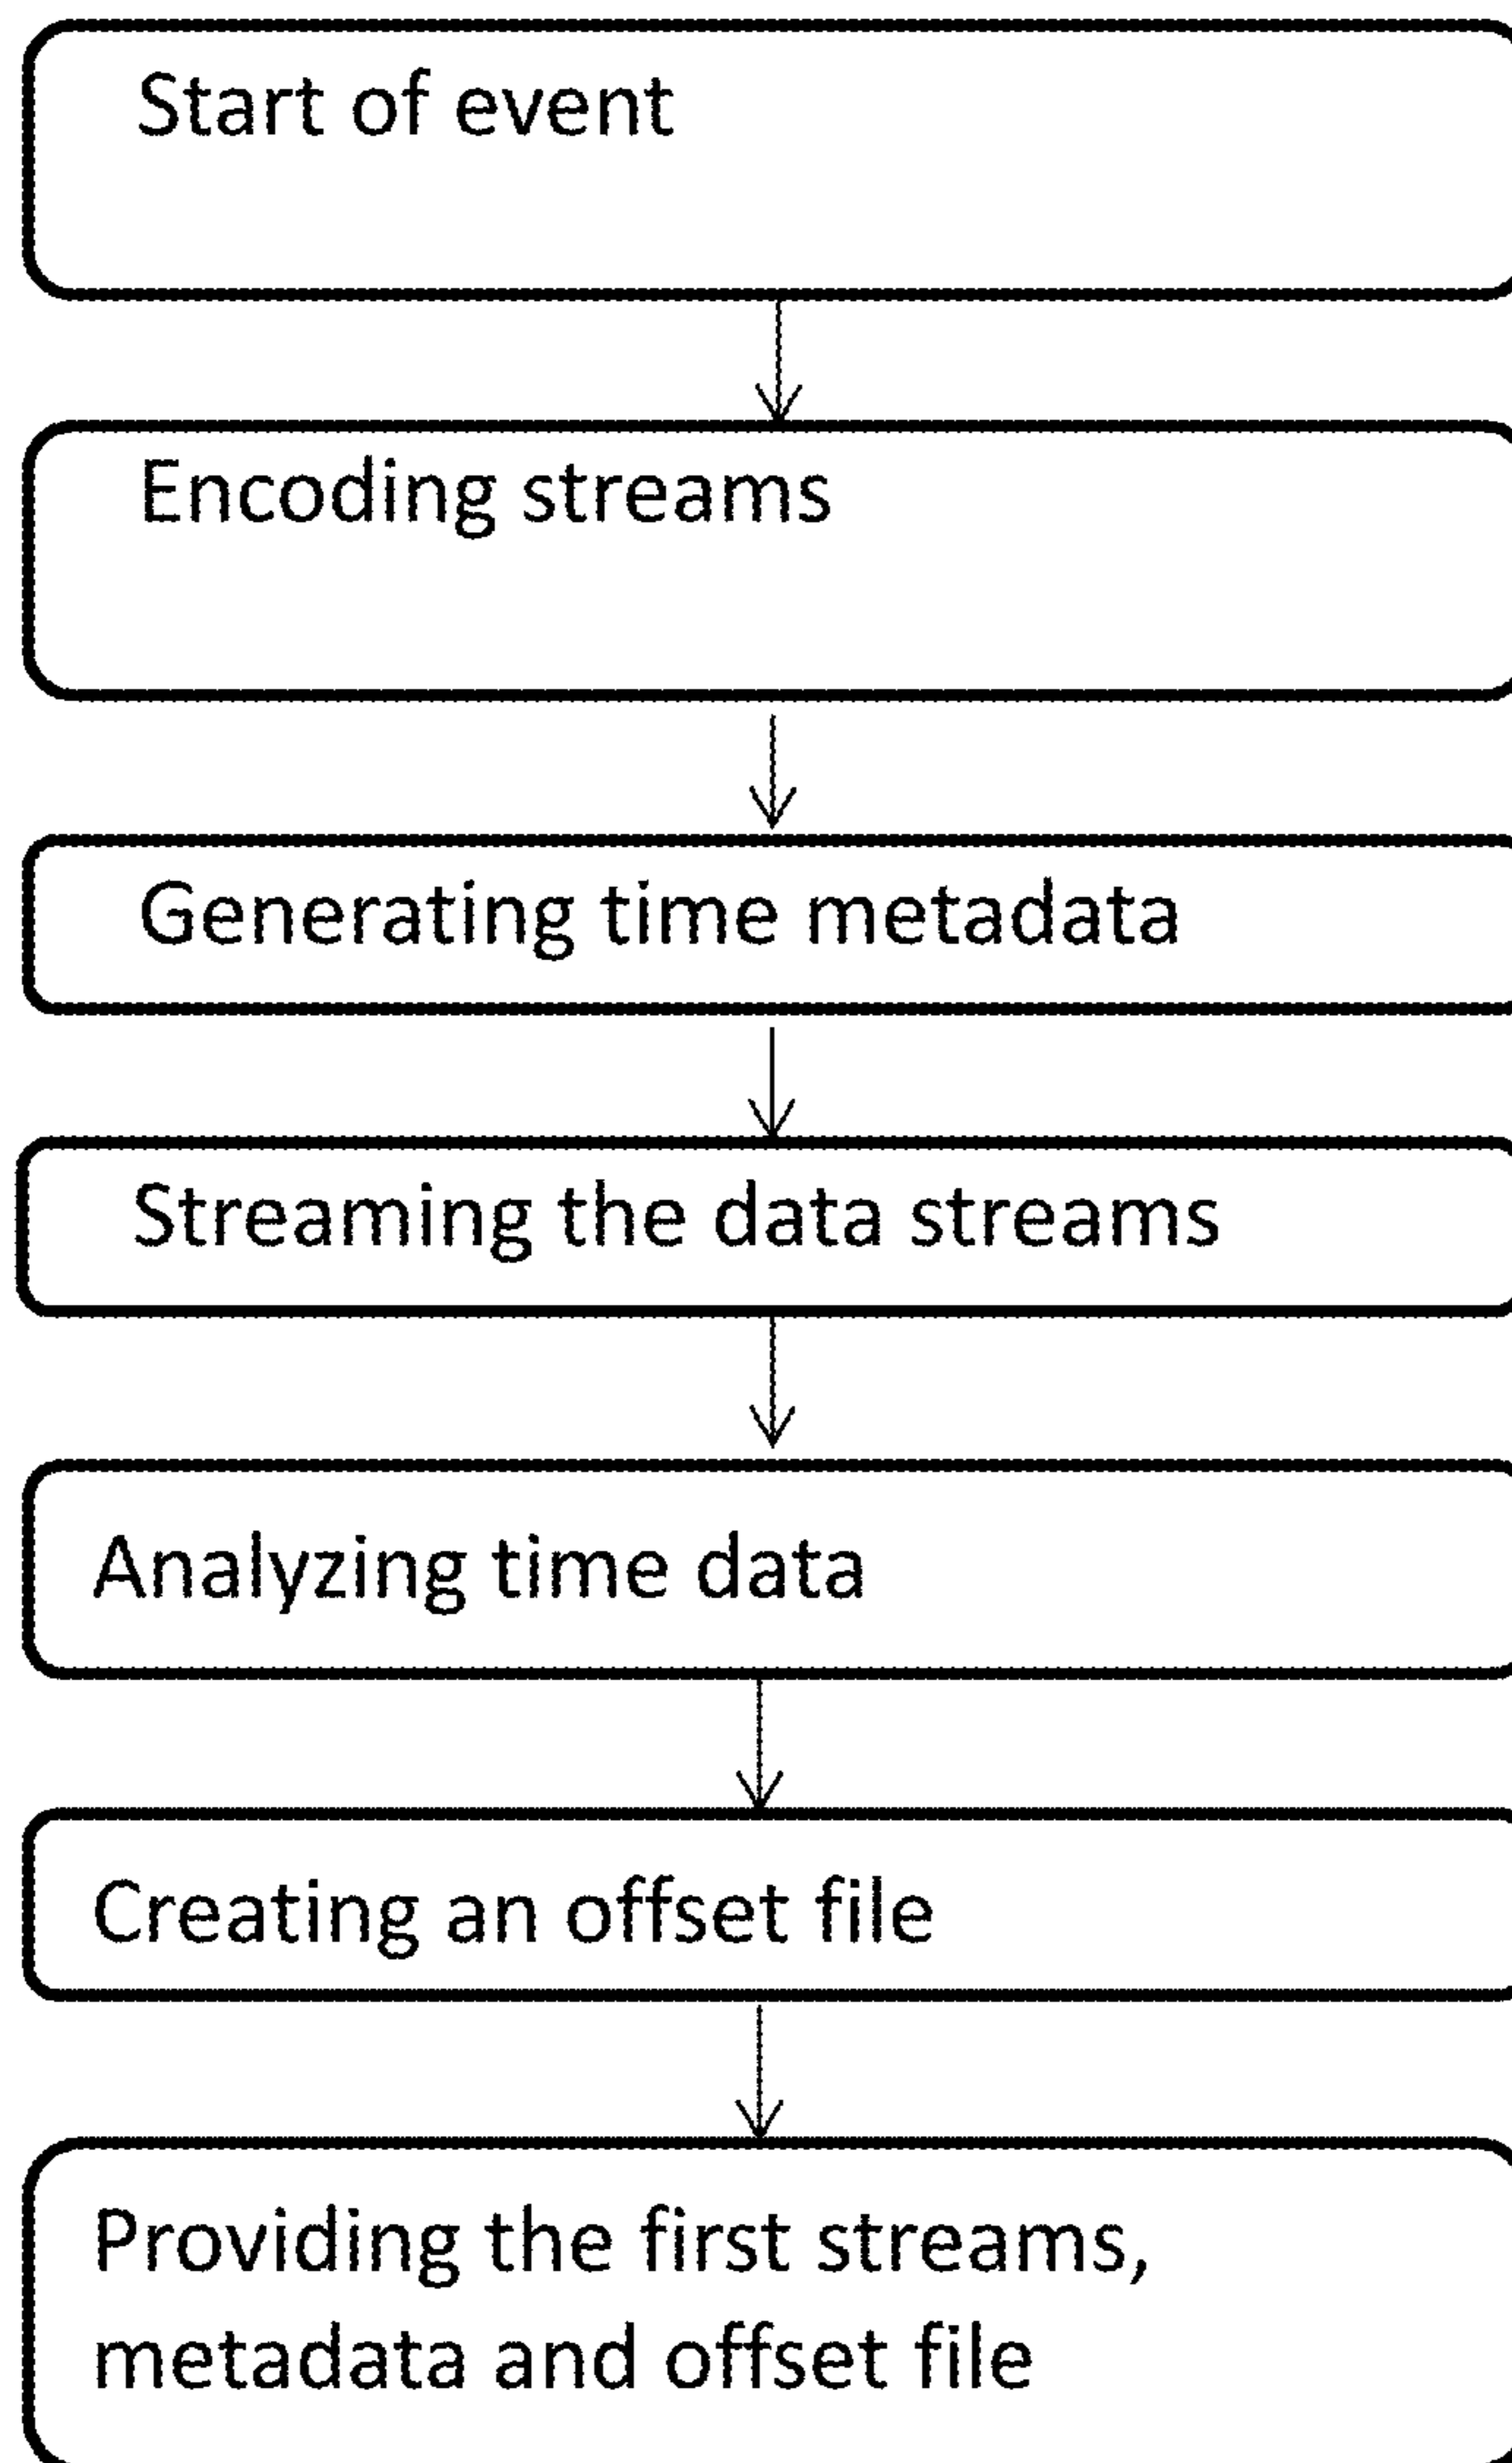 Start of event
Encoding streams
Generating time metadata
Streaming the data streams
Analyzing time data
Creating an offset file
Providing the first streams,
metadata and offset file